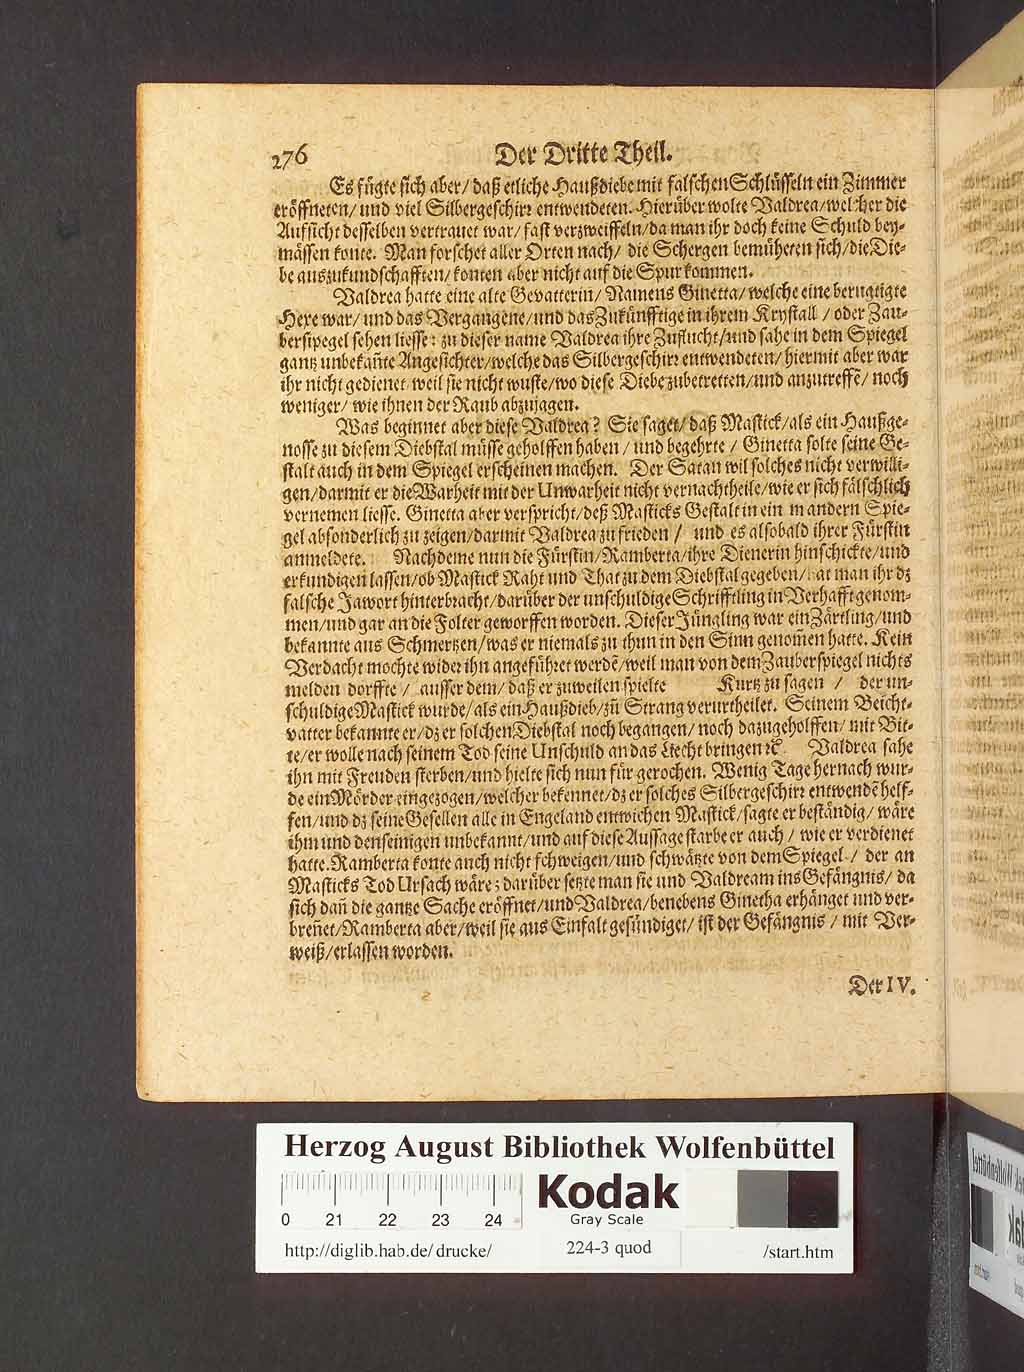 276 Der Dritte Theil.
Es fügte sich aber/ daß etliche Haußdiebe mit falschen Schlüsseln ein Zimmer
eröffneten/ und viel Silbergeschirr entwendeten. Hierüber wolte Valdrea/ welcher die
Aufsicht desselben vertrauet war/ fast verzweiffeln/ da man ihr doch keine Schuld bey-
mässen konte. Man forschet aller Orten nach/ die Schergen bemüheten sich/ die Die-
be auszukundschafften/ konten aber nicht auf die Spur kommen.
Valdrea hatte eine alte Gevatterin/ Namens Ginetta/ welche eine berugtigte
Hexe war/ und das Vergangene/ und das Zukünfftige in ihrem Krystall/ oder Zau-
berspegel sehen liesse: zu dieser name Valdrea ihre Zuflucht/ und sahe in dem Spiegel
gantz unbekañte Angesichter/ welche das Silbergeschirr entwendeten/ hiermit aber war
ihr nicht gedienet/ weil sie nicht wuste/ wo diese Diebe zubetretten/ und anzutreffē/ noch
weniger/ wie ihnen der Raub abzujagen.
Was beginnet aber diese Valdrea? Sie saget/ daß Mastick/ als ein Haußge-
nosse zu diesem Diebstal müsse geholffen haben/ und begehrte/ Ginetta solte seine Ge-
stalt auch in dem Spiegel erscheinen machen. Der Satan wil solches nicht verwilli-
gen/ darmit er die Warheit mit der Unwarheit nicht vernachtheile/ wie er sich fälschlich
vernemen liesse. Ginetta aber verspricht/ deß Masticks Gestalt in ein m andern Spie-
gel absonderlich zu zeigen/ darmit Valdrea zu frieden/ und es alsobald ihrer Fürstin
anmeldete. Nachdeme nun die Fürstin/ Ramberta/ ihre Dienerin hinschickte/ und
erkundigen lassen/ ob Mastick Raht und That zu dem Diebstal gegeben/ hat man ihr dz
falsche Jawort hinterbracht/ darüber der unschuldige Schrifftling in Verhafft genom-
men/ und gar an die Folter geworffen worden. Dieser Jüngling war ein Zärtling/ und
bekannte aus Schmertzen/ was er niemals zu thun in den Sinn genom̄en hatte. Kein
Verdacht mochte wider ihn angeführet werdē/ weil man von dem Zauberspiegel nichts
melden dorffte/ ausser dem/ daß er zuweilen spielte Kurtz zu sagen/ der un-
schuldige Mastick wurde/ als ein Haußdieb/ zū Strang verurtheilet. Seinem Beicht-
vatter bekannte er/ dz er solchen Diebstal noch begangen/ noch dazugeholffen/ mit Bit-
te/ er wolle nach seinem Tod seine Unschuld an das Liecht bringen ꝛc. Valdrea sahe
ihn mit Freuden sterben/ und hielte sich nun für gerochen. Wenig Tage hernach wur-
de ein Mörder eingezogen/ welcher bekennet/ dz er solches Silbergeschirr entwendē helf-
fen/ und dz seine Gesellen alle in Engeland entwichen Mastick/ sagte er beständig/ wäre
ihm und den seinigen unbekannt/ und auf diese Aussage starbe er auch/ wie er verdienet
hatte. Ramberta konte auch nicht schweigen/ und schwätzte von dem Spiegel/ der an
Masticks Tod Ursach wäre; darüber setzte man sie und Valdream ins Gefängnis/ da
sich dañ die gantze Sache eröffnet/ und Valdrea/ benebens Ginetha erhänget und ver-
breñet/ Ramberta aber/ weil sie aus Einfalt gesündiget/ ist der Gefängnis/ mit Ver-
weiß/ erlassen worden.
Der IV.
Herzog August Bibliothek Wolfenbüttel
0 21 22 23 24
Kodak
Gray Scale
http://diglib.hab.de/drucke/ 224-3 quod /start.htm